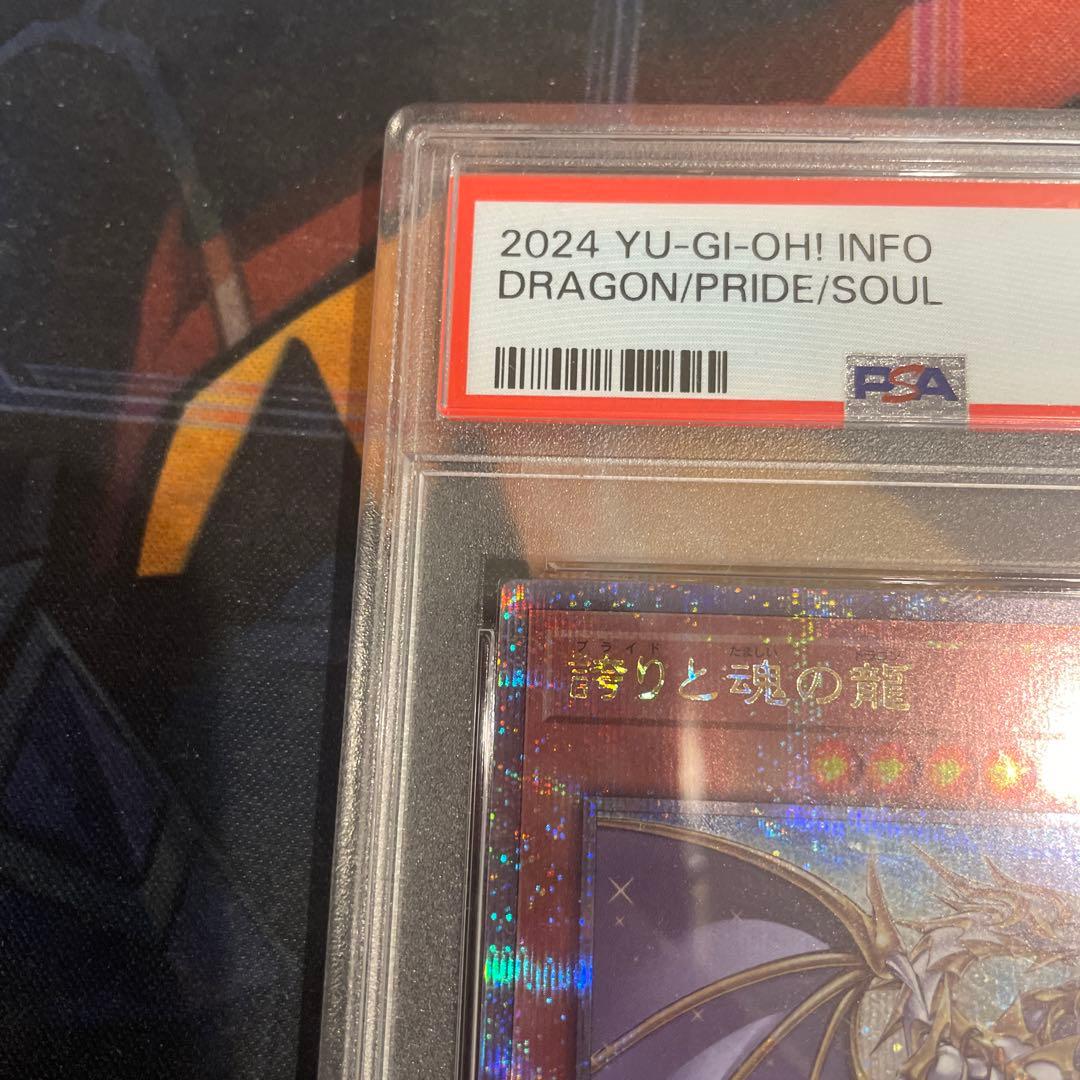 2024 YU-GI-OH! INFO
DRAGON/PRIDE/SOUL
PSA
プライド たましい ドラゴン
誇りと魂の龍